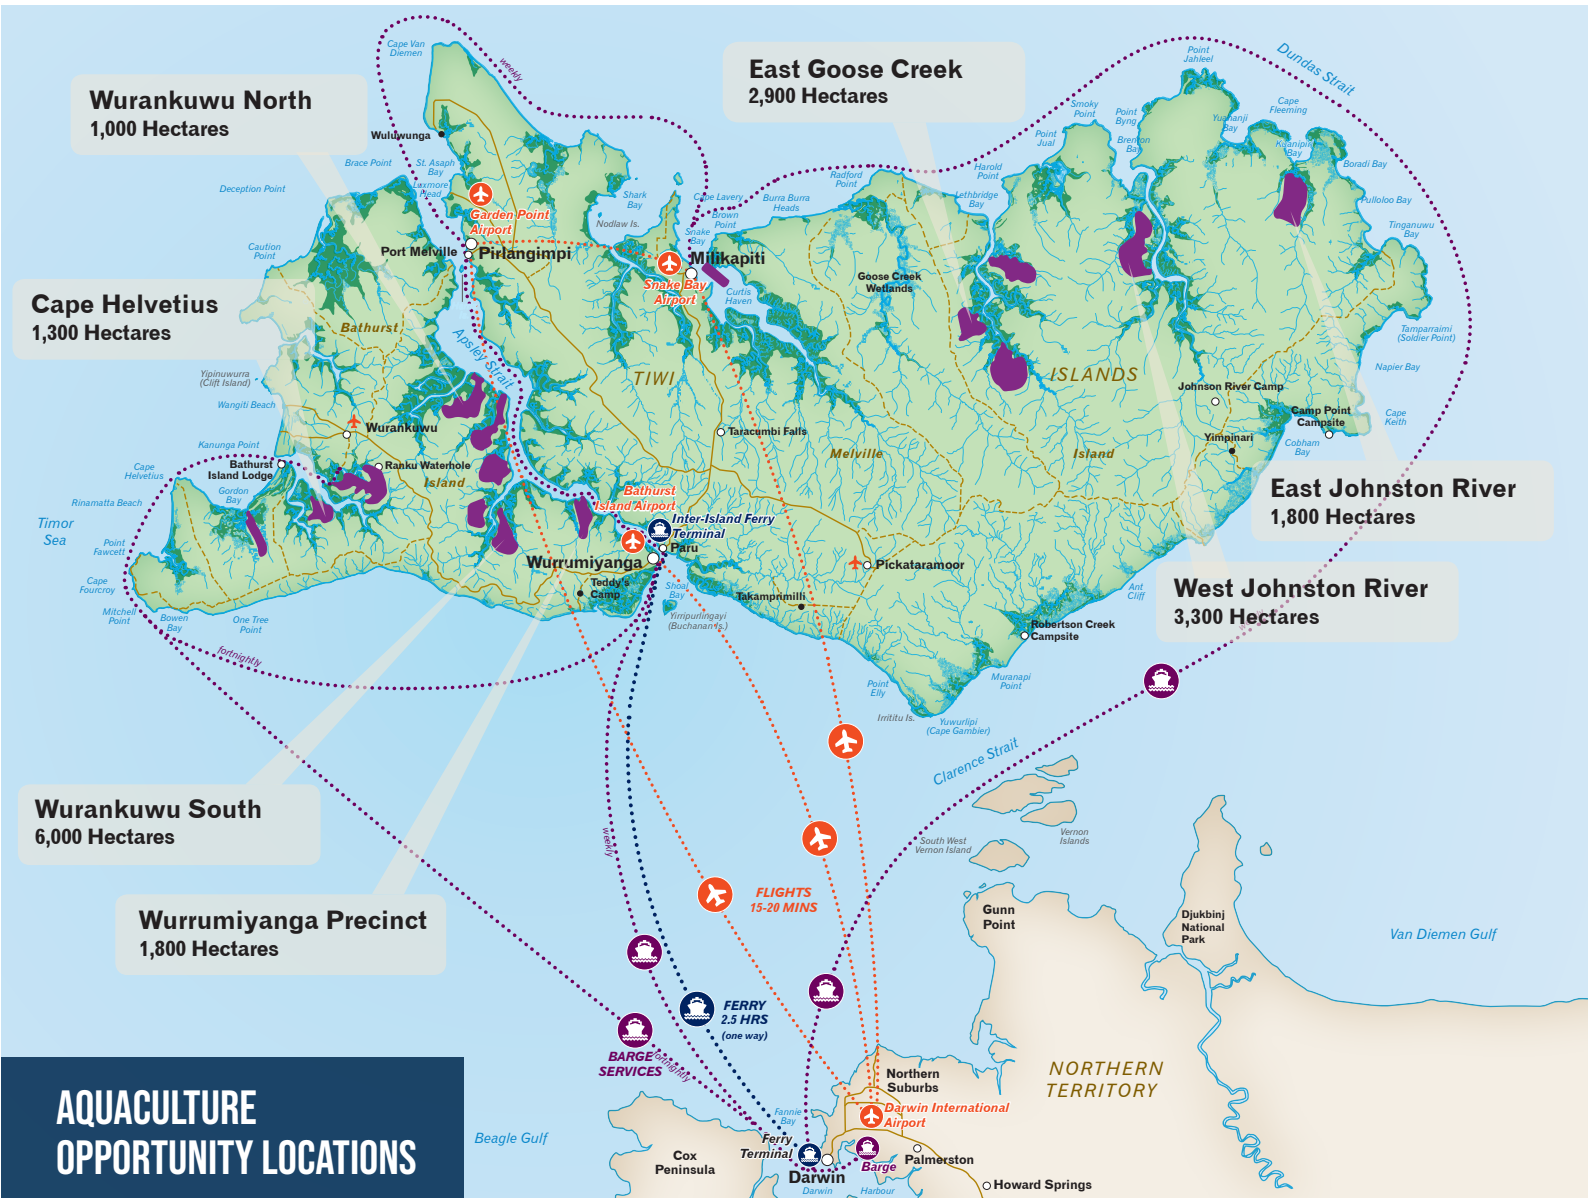 Cape Van
Diemen
weekly
Wurankuwu North
1,000 Hectares
East Goose Creek
2,900 Hectares
Point
Jahleel
Dundas Strait
Cape
Fleeming
Smoky
Point
Point
Byng
Brenton
Bay
Point
Jual
Bay
Bay
Boradi Bay
Pulloloo Bay
Tinganuwu
Bay
Wuluwunga
Brace Point
St. Asaph
Bay
Luxmore
Head
Deception Point
Garden Point
Airport
Shark
Bay
Nodlaw Is.
Cape Lavery
Brown
Point
Snake
Bay
Burra Burra
Heads
Radford
Point
Harold
Point
Lethbridge
Bay
Caution
Point
Port Melville
Pirlangimpi
Milikapiti
Snake Bay
Airport
Curtis
Haven
Goose Creek
Wetlands
Cape Helvetius
1,300 Hectares
Bathurst
Apsley Strait
TIWI
ISLANDS
Tamparraimi
(Soldier Point)
Napier Bay
Yipinuwurra
(Clift Island)
Wangiti Beach
Johnson River Camp
Camp Point
Campsite
Cape
Keith
Cobham
Bay
Yimpinari
Wurankuwu
Taracumbi Falls
Melville
Island
Kanunga Point
Bathurst
Island Lodge
Ranku Waterhole
Island
Cape
Helvetius
Gordon
Bay
Rinamatta Beach
Timor
Sea
Point
Fawcett
Cape
Fourcroy
Mitchell
Point
Bowen
Bay
One Tree
Point
fortnightly
Bathurst
Island Airport
Inter-Island Ferry
Terminal
Paru
Wurrumiyanga
Teddy's
Camp
Shoal
Bay
Yirripurlingayi
(Buchanan Is.)
Takamprimilli
Pickataramoor
East Johnston River
1,800 Hectares
West Johnston River
3,300 Hectares
Ant
Cliff
Robertson Creek
Campsite
Muranapi
Point
Point
Elly
Irrititu Is.
Yuwurlipi
(Cape Gambier)
Clarence Strait
Wurankuwu South
6,000 Hectares
Wurrumiyanga Precinct
1,800 Hectares
weekly
FLIGHTS
15-20 MINS
South West
Vernon Island
Vernon
Islands
Gunn
Point
Djukbinj
National
Park
Van Diemen Gulf
FERRY
2.5 HRS
(one way)
BARGE
SERVICES
fortnightly
NORTHERN
TERRITORY
Northern
Suburbs
Darwin International
Airport
Fannie
Bay
Ferry
Terminal
Barge
Palmerston
Darwin
Darwin
Harbour
Howard Springs
Cox
Peninsula
Beagle Gulf
AQUACULTURE
OPPORTUNITY LOCATIONS